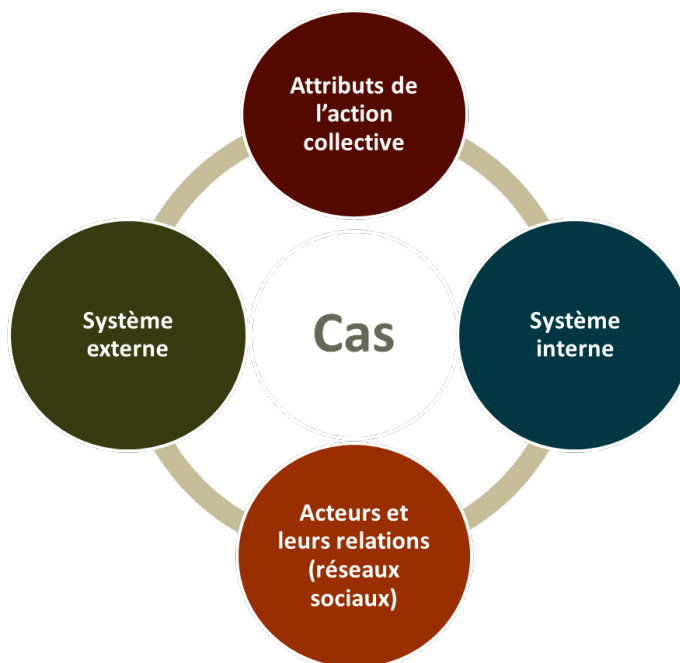 Attributs de
l'action
collective
Système
externe
Cas
Système
interne
Acteurs et
leurs relations
(réseaux
sociaux)